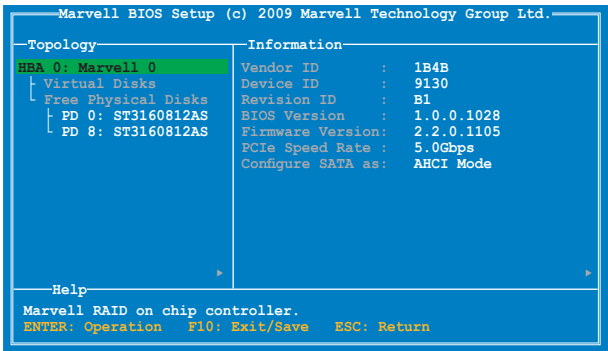 Marvell BIOS Setup (c) 2009 Marvell Technology Group Ltd.
Topology
HBA 0: Marvell 0
Virtual Disks
Free Physical Disks
PD 0: ST3160812AS
PD 8: ST3160812AS
Information
Vendor ID : 1B4B
Device ID : 9130
Revision ID : B1
BIOS Version : 1.0.0.1028
Firmware Version: 2.2.0.1105
PCIe Speed Rate : 5.0Gbps
Configure SATA as: AHCI Mode
Help
Marvell RAID on chip controller.
ENTER: Operation F10: Exit/Save ESC: Return